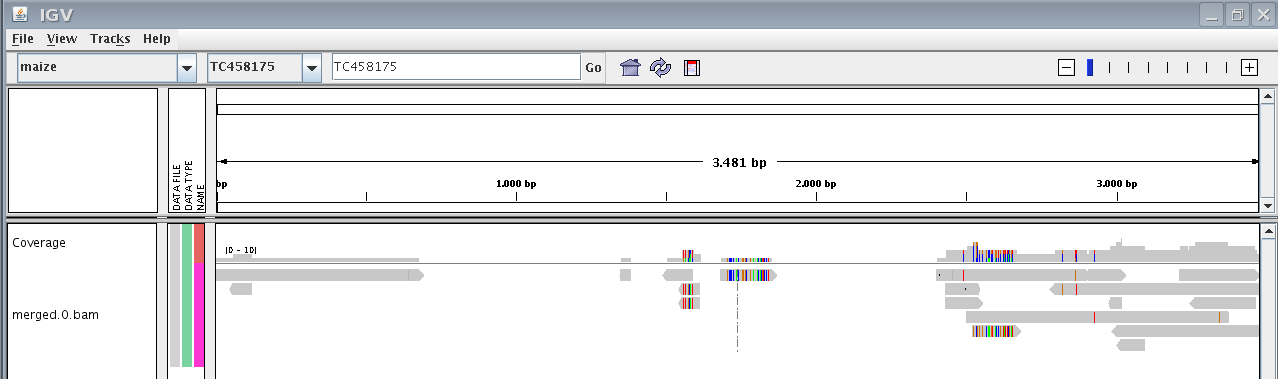 IGV
File View Tracks Help
maize TC458175 TC458175 Go
DATA FILE
DATA TYPE
NAME
3.481 bp
bp 1.000 bp 2.000 bp 3.000 bp
Coverage
[0 - 10]
merged.0.bam